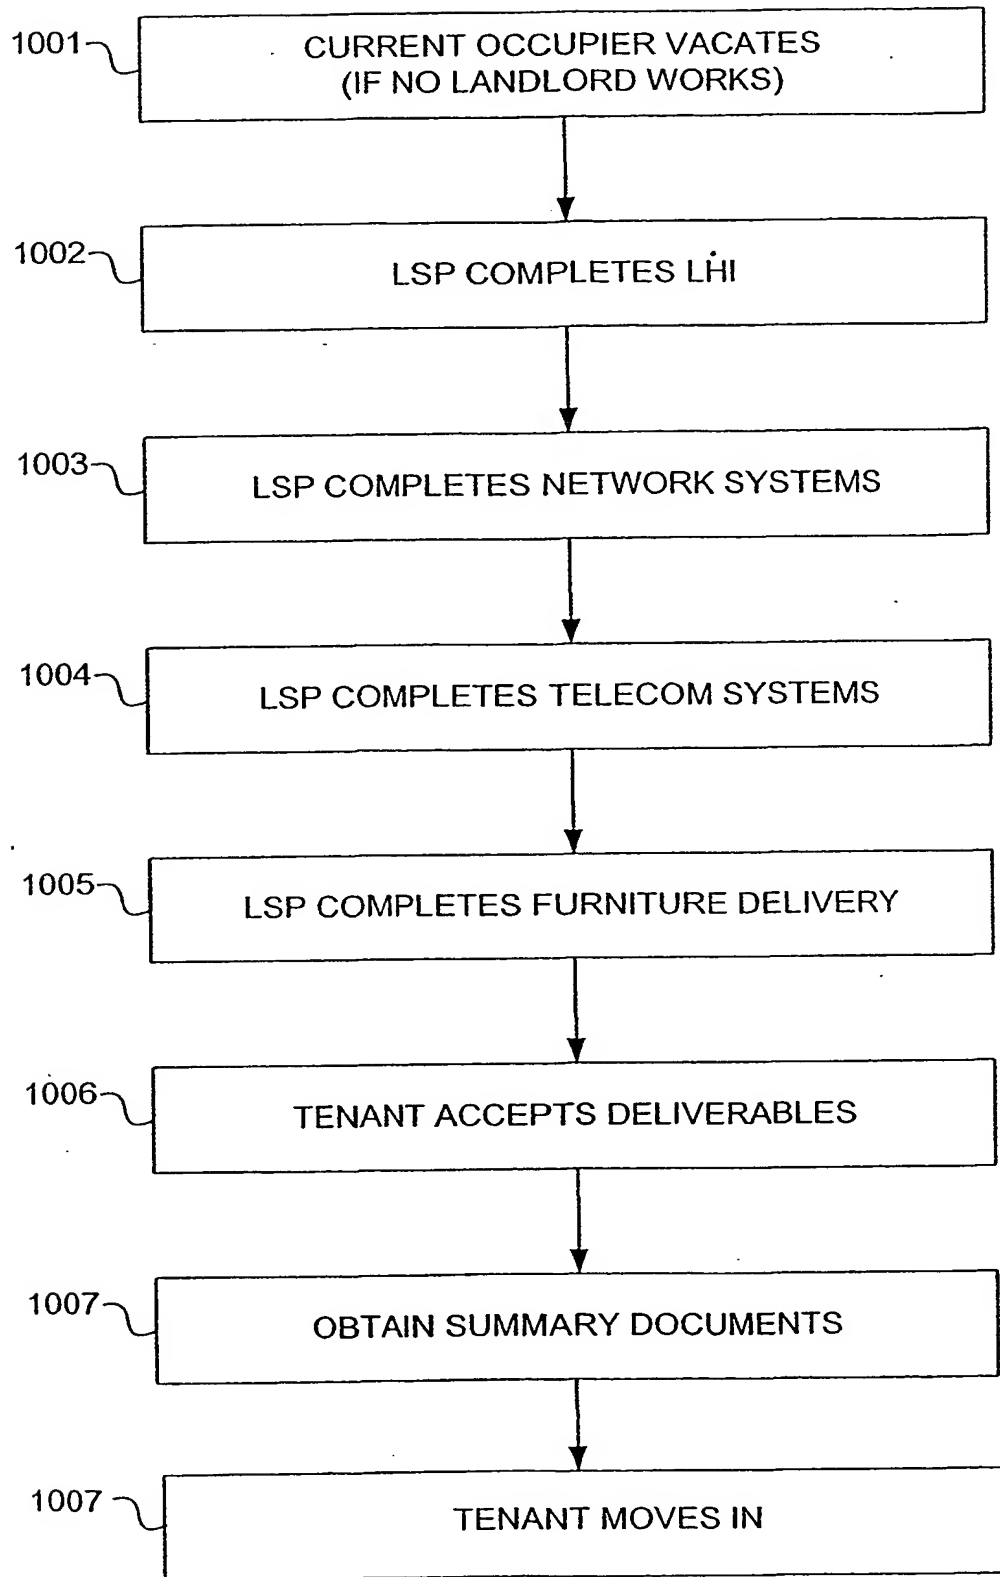 1001
CURRENT OCCUPIER VACATES
(IF NO LANDLORD WORKS)
1002
LSP COMPLETES LHI
1003
LSP COMPLETES NETWORK SYSTEMS
1004
LSP COMPLETES TELECOM SYSTEMS
1005
LSP COMPLETES FURNITURE DELIVERY
1006
TENANT ACCEPTS DELIVERABLES
1007
OBTAIN SUMMARY DOCUMENTS
1007
TENANT MOVES IN